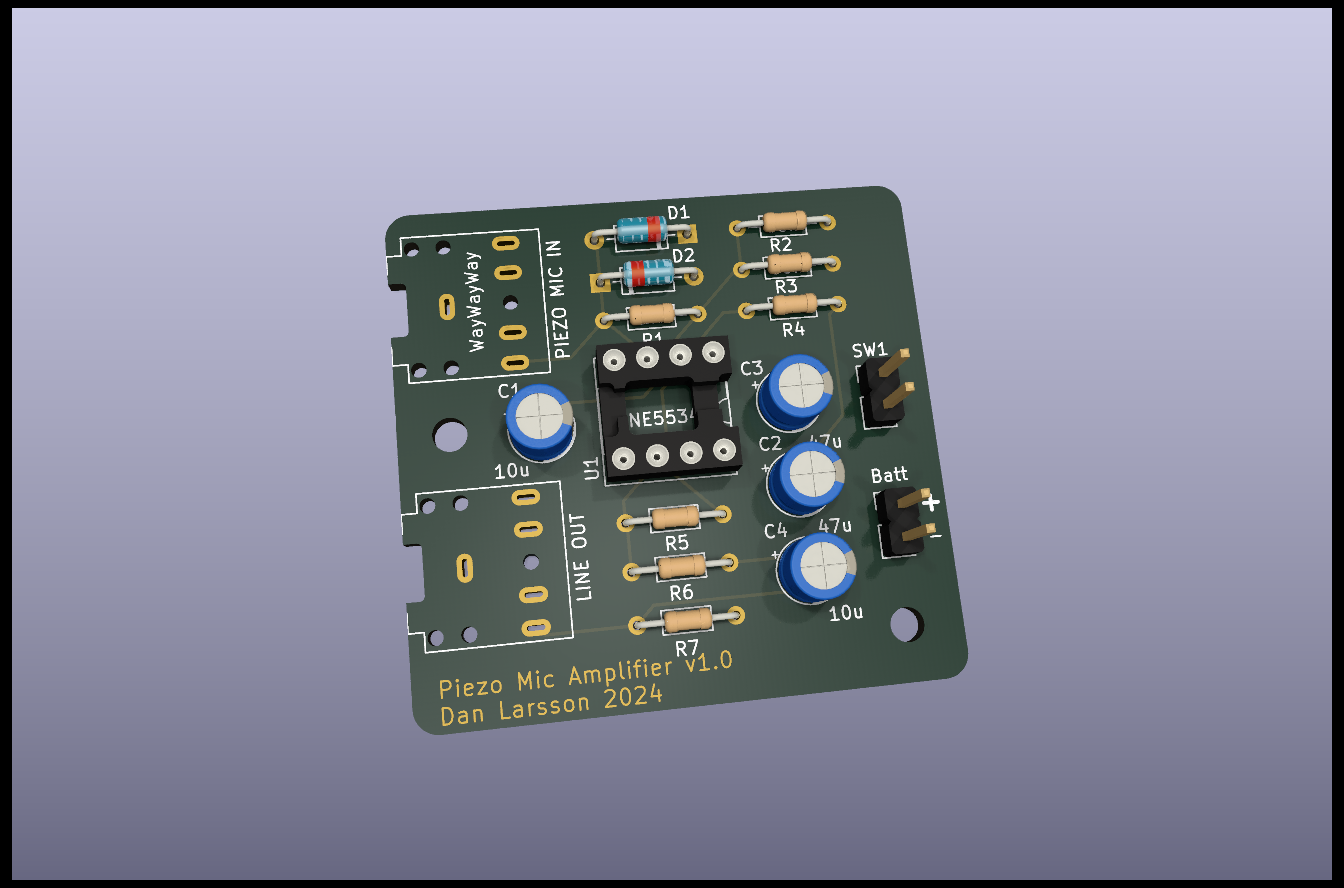 D1
D2
R1
R2
R3
R4
WayWayWay
PIEZO MIC IN
C1
10u
U1
NE5534
C3
47u
C2
47u
C4
10u
SW1
Batt
+
-
LINE OUT
R5
R6
R7
Piezo Mic Amplifier v1.0
Dan Larsson 2024